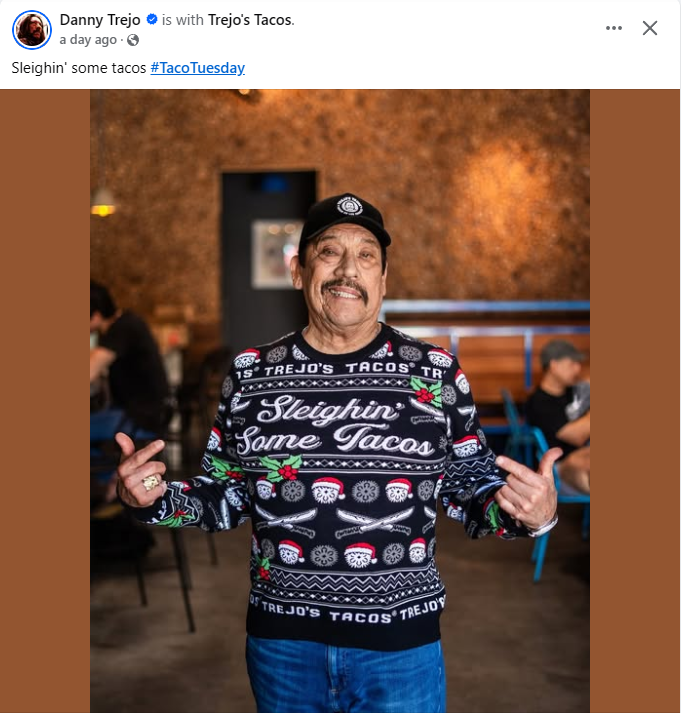 Danny Trejo is with Trejo's Tacos.
a day ago ·
Sleighin' some tacos #TacoTuesday
TREJO'S TACOS® TR
Sleighin'
Some Tacos
TREJO'S TACOS® TREJO'S